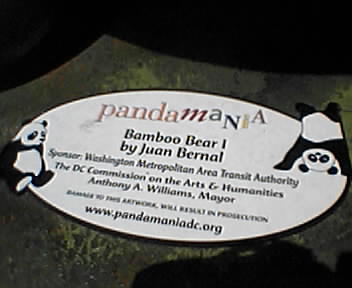 pandamaNiA
Bamboo Bear I
by Juan Bernal
Sponsor: Washington Metropolitan Area Transit Authority
The DC Commission on the Arts & Humanities
Anthony A. Williams, Mayor
DAMAGE TO THIS ARTWORK, WILL RESULT IN PROSECUTION
www.pandamaniadc.org